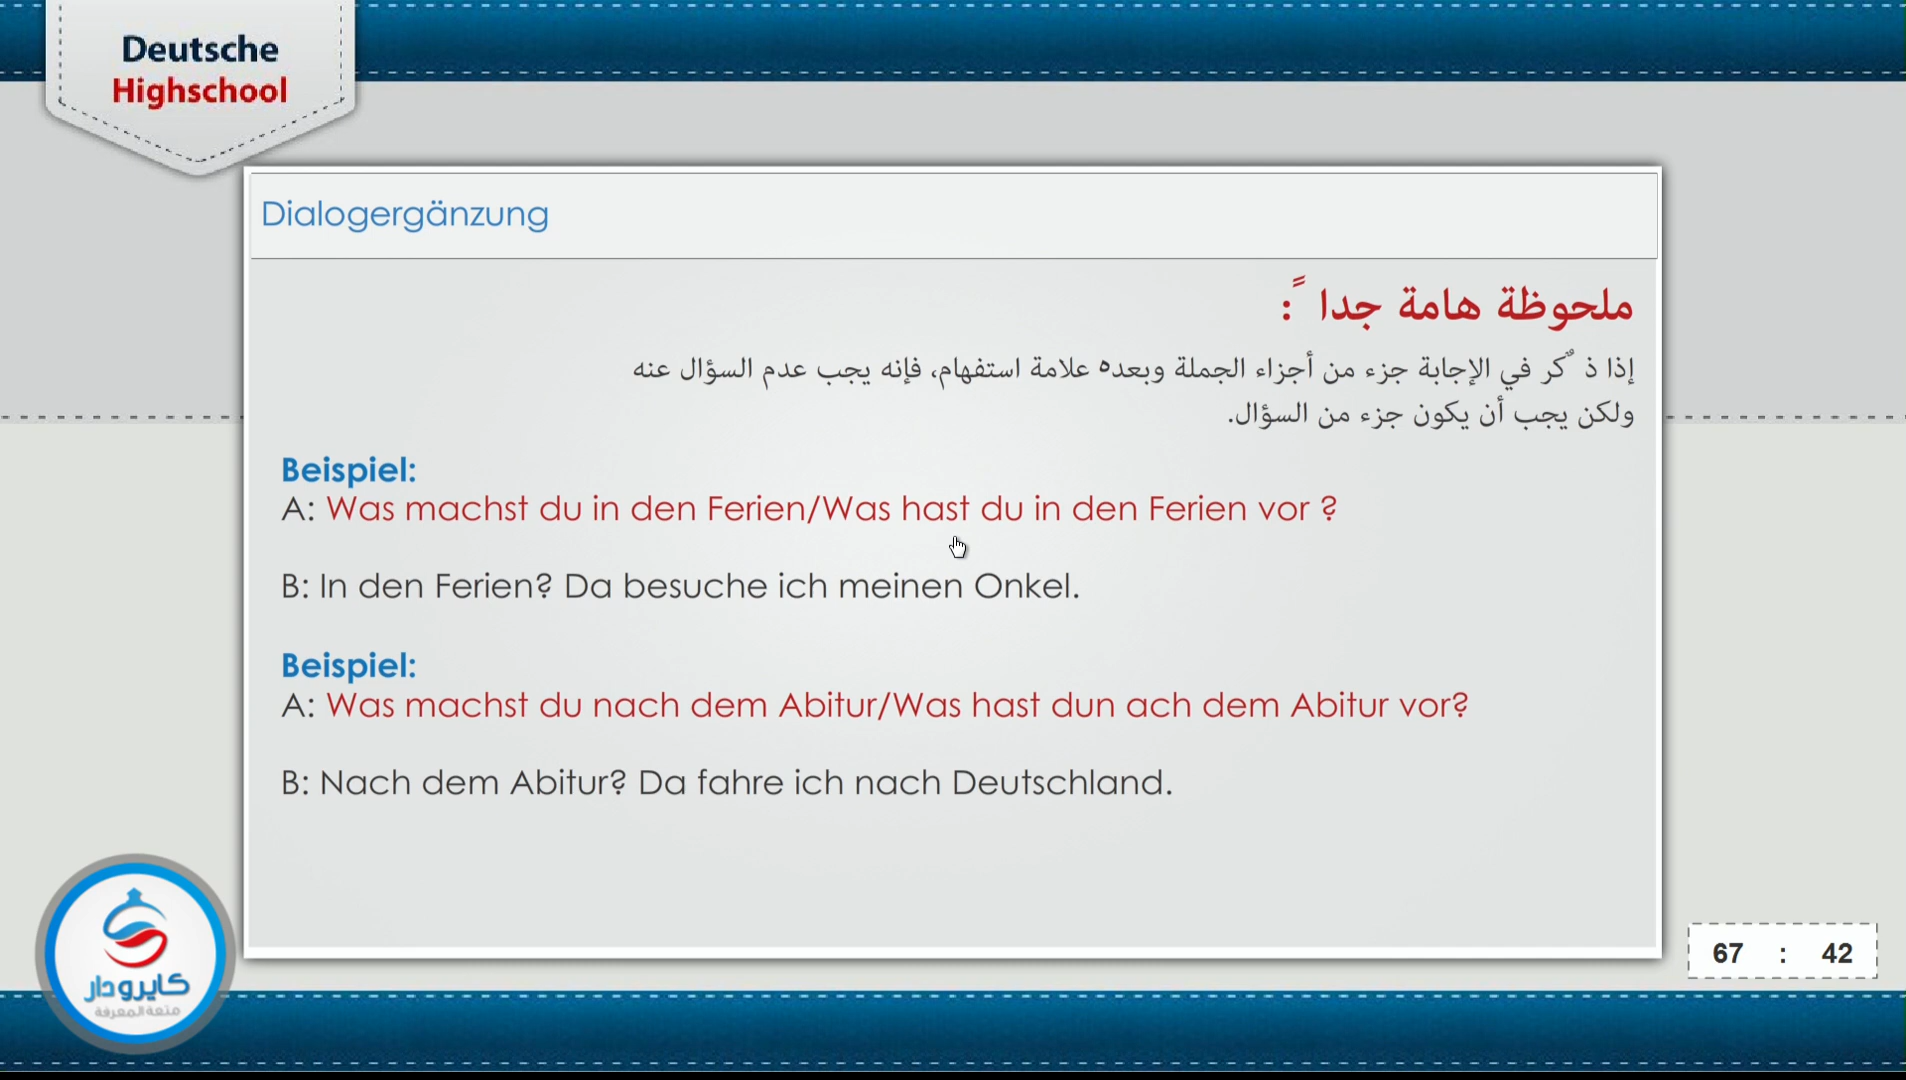 Deutsche
Highschool
Dialogergänzung
ملحوظة هامة جدا ً:
إذا ذ ُكر في الإجابة جزء من أجزاء الجملة وبعده علامة استفهام، فإنه يجب عدم السؤال عنه
ولكن يجب أن يكون جزء من السؤال.
Beispiel:
A: Was machst du in den Ferien/Was hast du in den Ferien vor ?
B: In den Ferien? Da besuche ich meinen Onkel.
Beispiel:
A: Was machst du nach dem Abitur/Was hast dun ach dem Abitur vor?
B: Nach dem Abitur? Da fahre ich nach Deutschland.
كايرودار
متعة المعرفة
67 : 42